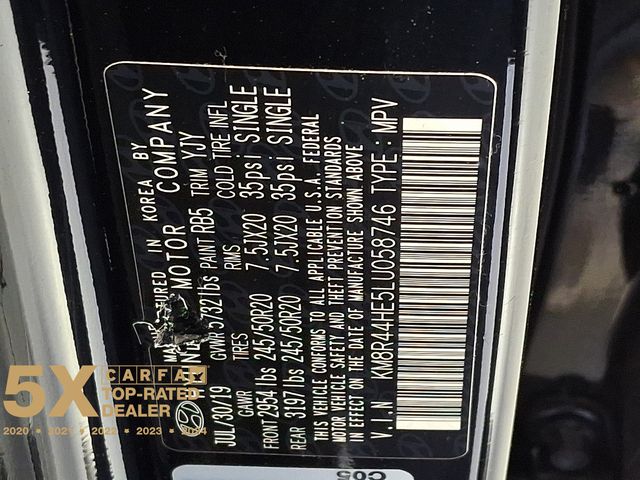 MANUFACTURED IN KOREA BY
MOTOR COMPANY
JUL/30/19 GVWR 5732 lbs PAINT RB5 TRIM YJY
GAWR TIRES RIMS COLD TIRE INFL
FRONT 2954 lbs 245/50R20 7.5JX20 35psi SINGLE
REAR 3197 lbs 245/50R20 7.5JX20 35psi SINGLE
THIS VEHICLE CONFORMS TO ALL APPLICABLE U.S.A. FEDERAL
MOTOR VEHICLE SAFETY AND THEFT PREVENTION STANDARDS
IN EFFECT ON THE DATE OF MANUFACTURE SHOWN ABOVE
V.I.N : KM8R44HE5LU058746 TYPE : MPV
C05
5X CARFAX
TOP-RATED
DEALER
2020 • 2021 • 2022 • 2023 • 2024